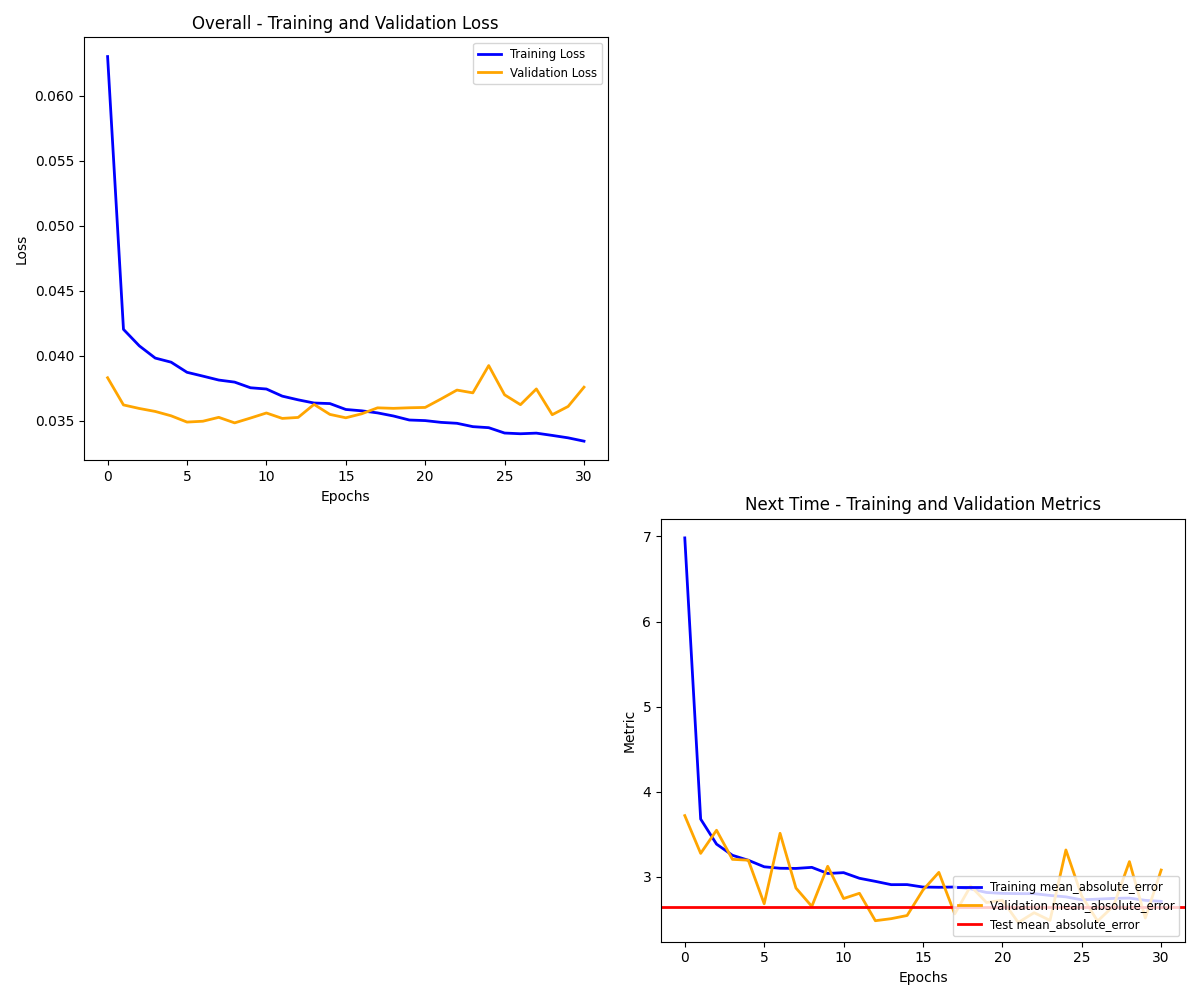 Overall - Training and Validation Loss
Training Loss
Validation Loss
0.060
0.055
0.050
0.045
0.040
0.035
Loss
0 5 10 15 20 25 30
Epochs
Next Time - Training and Validation Metrics
7
6
5
4
3
Metric
Training mean_absolute_error
Validation mean_absolute_error
Test mean_absolute_error
0 5 10 15 20 25 30
Epochs